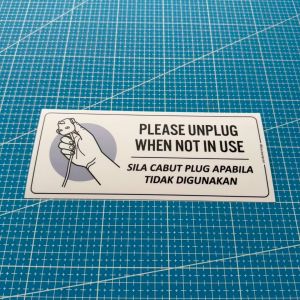 PLEASE UNPLUG
WHEN NOT IN USE
SILA CABUT PLUG APABILA
TIDAK DIGUNAKAN